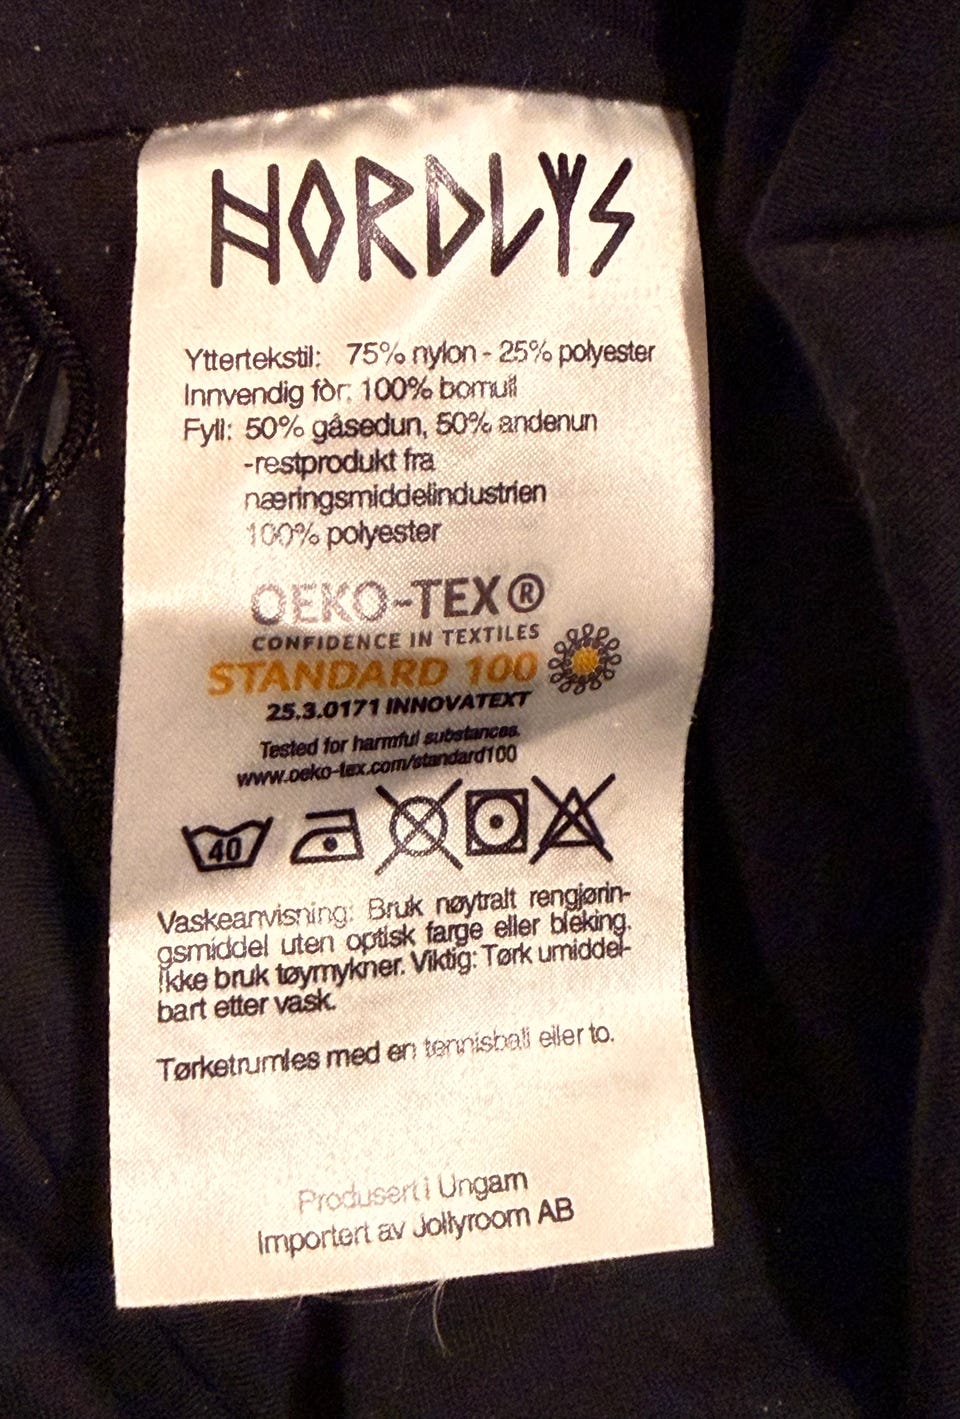 NORDLYS
Yttertekstil: 75% nylon - 25% polyester
Innvendig fòr: 100% bomull
Fyll: 50% gåsedun, 50% andenun
-restprodukt fra
næringsmiddelindustrien
100% polyester
OEKO-TEX®
CONFIDENCE IN TEXTILES
STANDARD 100
25.3.0171 INNOVATEXT
Tested for harmful substances.
www.oeko-tex.com/standard100
40
Vaskeanvisning: Bruk nøytralt rengjørin-
gsmiddel uten optisk farge eller bleking.
Ikke bruk tøymykner. Viktig: Tørk umiddel-
bart etter vask.
Tørketrumles med en tennisball eller to.
Produsert i Ungarn
Importert av Jollyroom AB